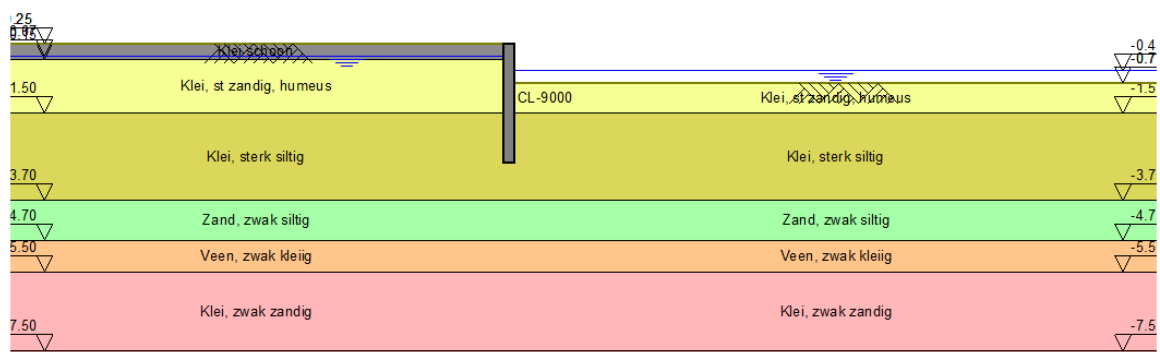 0.25
0.15
Klei schoon
-0.4
-0.7
Klei, st zandig, humeus
1.50
CL-9000
Klei, st zandig, humeus
-1.5
Klei, sterk siltig
Klei, sterk siltig
3.70
-3.7
4.70
Zand, zwak siltig
Zand, zwak siltig
-4.7
5.50
Veen, zwak kleiig
Veen, zwak kleiig
-5.5
Klei, zwak zandig
Klei, zwak zandig
7.50
-7.5